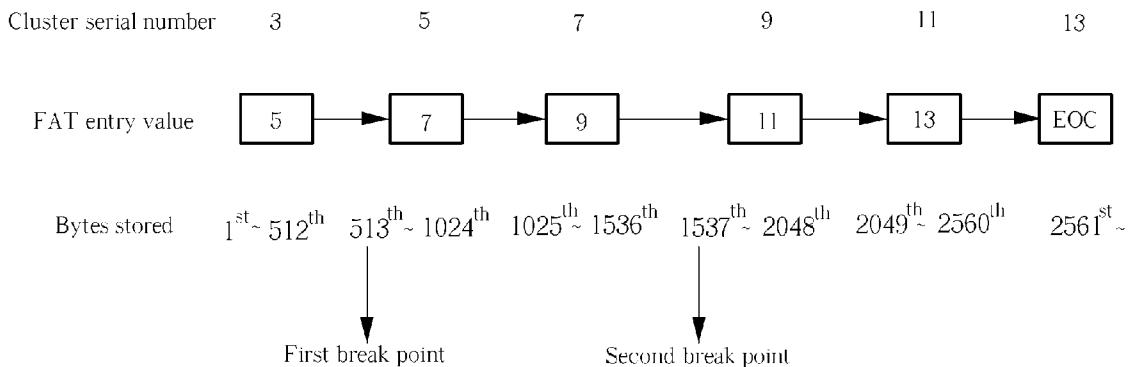 Cluster serial number 3 5 7 9 11 13
FAT entry value 5 7 9 11 13 EOC
Bytes stored 1st ~ 512th 513th ~ 1024th 1025th ~ 1536th 1537th ~ 2048th 2049th ~ 2560th 2561st ~
First break point Second break point